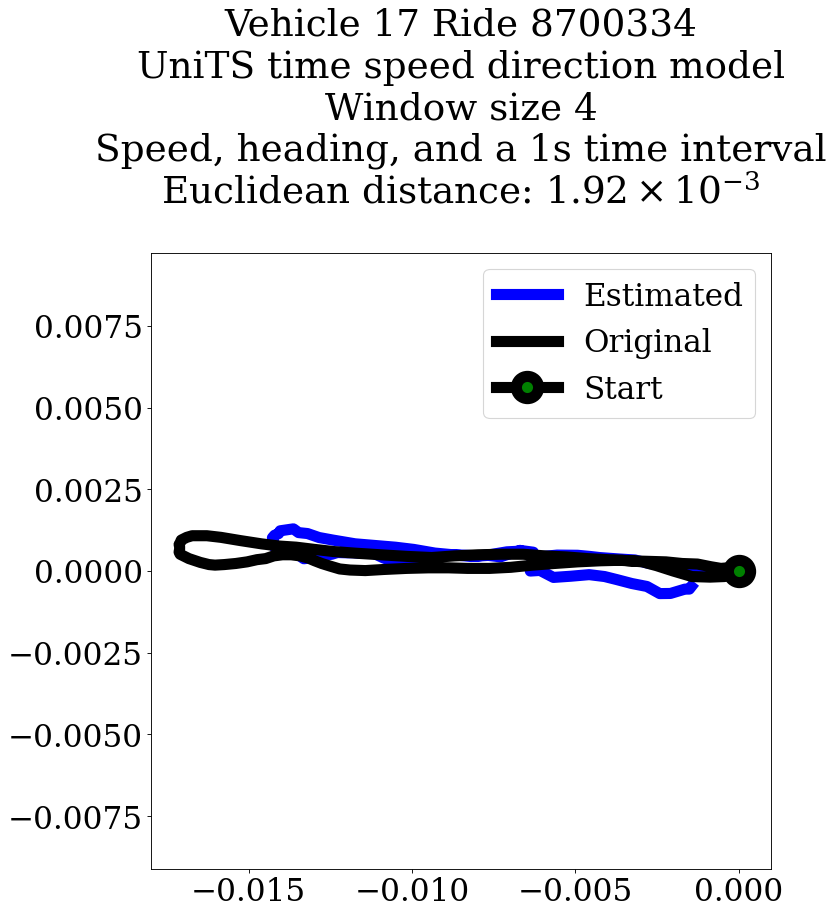 Vehicle 17 Ride 8700334
UniTS time speed direction model
Window size 4
Speed, heading, and a 1s time interval
Euclidean distance: 1.92 × 10⁻³
Estimated
Original
Start
0.0075
0.0050
0.0025
0.0000
−0.0025
−0.0050
−0.0075
−0.015 −0.010 −0.005 0.000